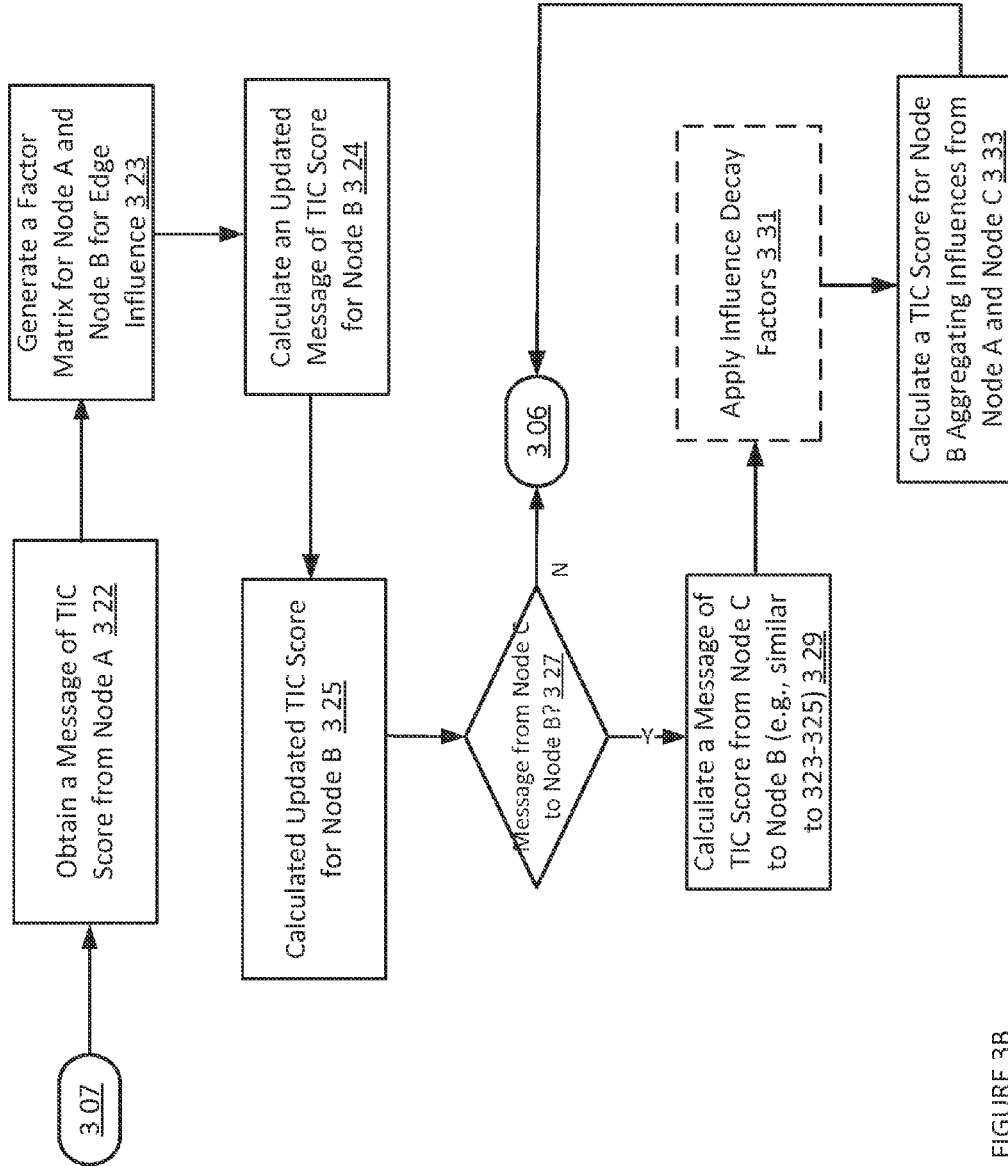 3.07
Obtain a Message of TIC
Score from Node A 3.22
Generate a Factor
Matrix for Node A and
Node B for Edge
Influence 3.23
Calculate an Updated
Message of TIC Score
for Node B 3.24
Calculated Updated TIC Score
for Node B 3.25
Message from Node C
to Node B? 3.27
N
3.06
Y
Calculate a Message of
TIC Score from Node C
to Node B (e.g., similar
to 323-325) 3.29
Apply Influence Decay
Factors 3.31
Calculate a TIC Score for Node
B Aggregating Influences from
Node A and Node C 3.33
FIGURE 3B